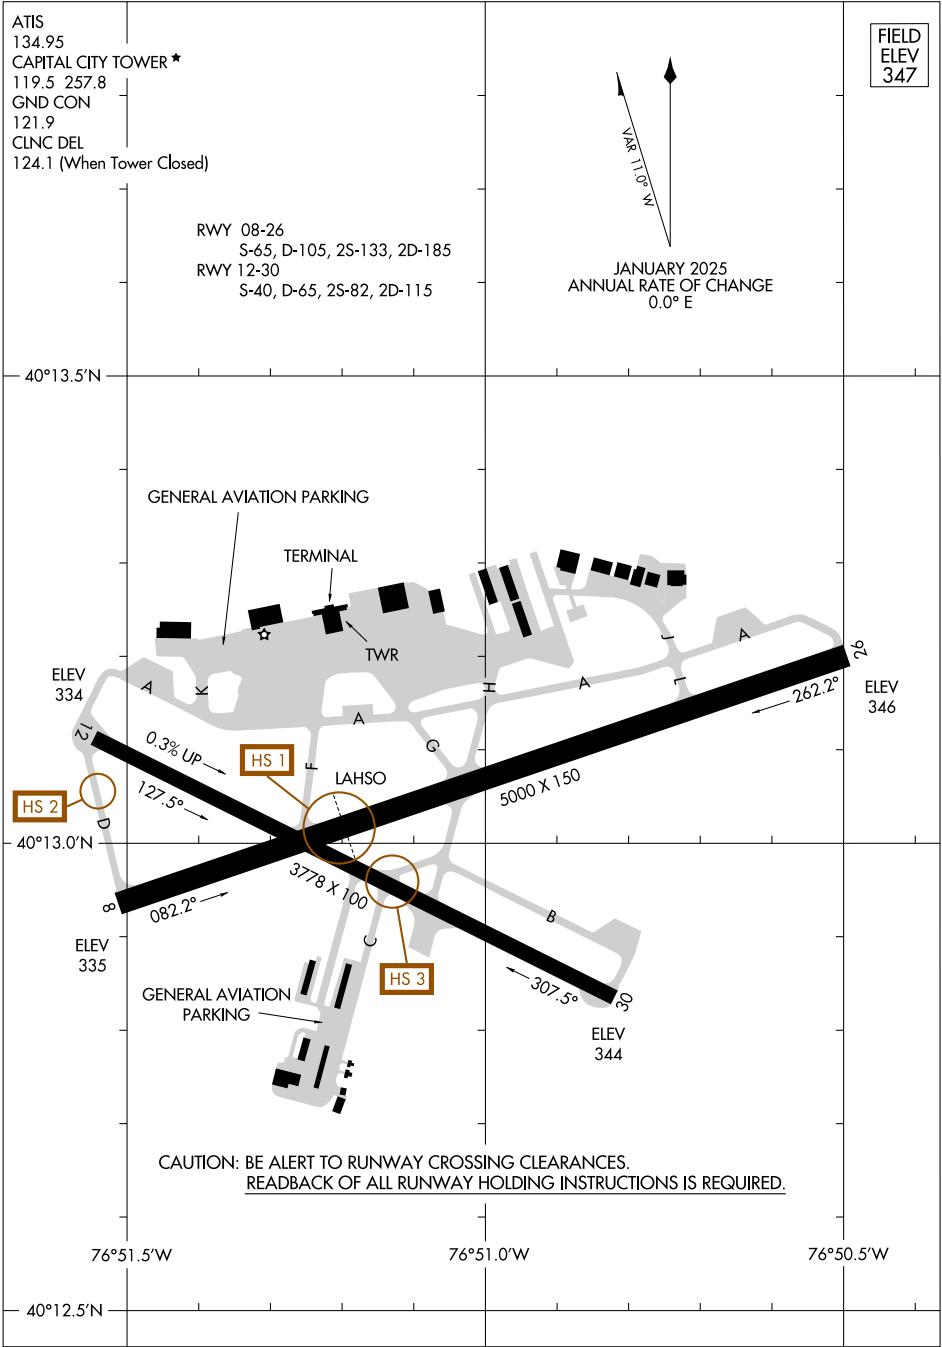 ATIS
134.95
CAPITAL CITY TOWER ★
119.5 257.8
GND CON
121.9
CLNC DEL
124.1 (When Tower Closed)
FIELD
ELEV
347
VAR 11.0° W
JANUARY 2025
ANNUAL RATE OF CHANGE
0.0° E
RWY 08-26
S-65, D-105, 2S-133, 2D-185
RWY 12-30
S-40, D-65, 2S-82, 2D-115
40°13.5'N
GENERAL AVIATION PARKING
TERMINAL
TWR
ELEV
334
A
K
A
H
A
J
A
L
26
262.2°
ELEV
346
12
0.3% UP
127.5°
HS 1
F
G
LAHSO
5000 X 150
HS 2
D
40°13.0'N
8
082.2°
3778 X 100
B
ELEV
335
C
HS 3
307.5°
30
GENERAL AVIATION
PARKING
ELEV
344
CAUTION: BE ALERT TO RUNWAY CROSSING CLEARANCES.
READBACK OF ALL RUNWAY HOLDING INSTRUCTIONS IS REQUIRED.
76°51.5'W
76°51.0'W
76°50.5'W
40°12.5'N